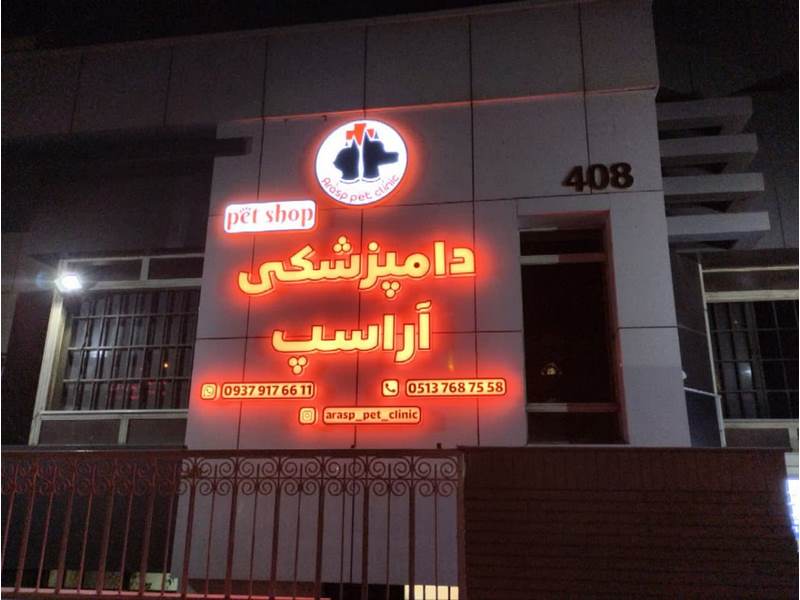 Arasp pet clinic
408
pet shop
دامپزشکی
آراسپ
0937 917 66 11
0513 768 75 58
arasp_pet_clinic